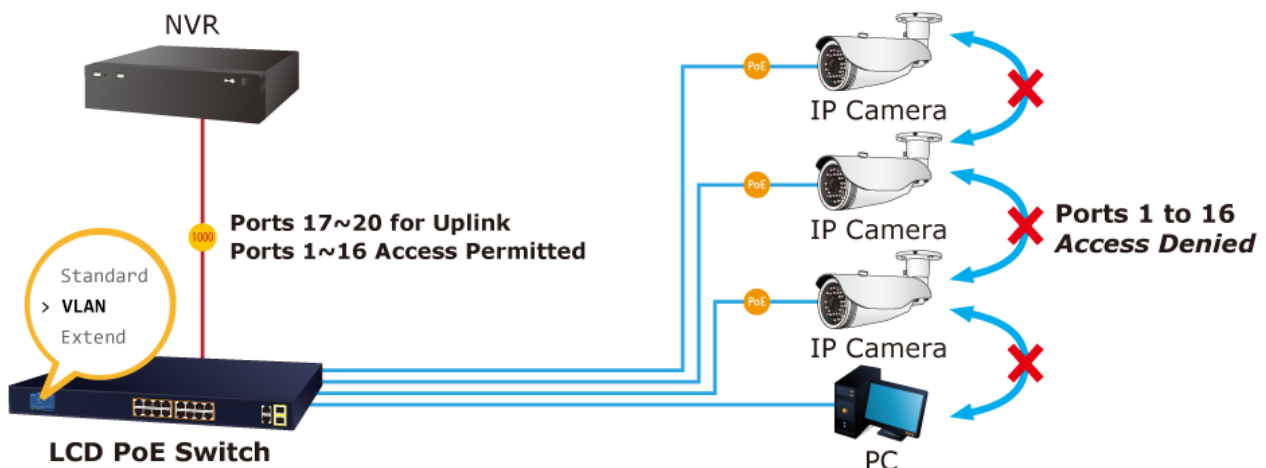 NVR
PoE
IP Camera
Ports 17~20 for Uplink
Ports 1~16 Access Permitted
1000
PoE
IP Camera
Ports 1 to 16
Access Denied
Standard
> VLAN
Extend
PoE
IP Camera
LCD PoE Switch
PC